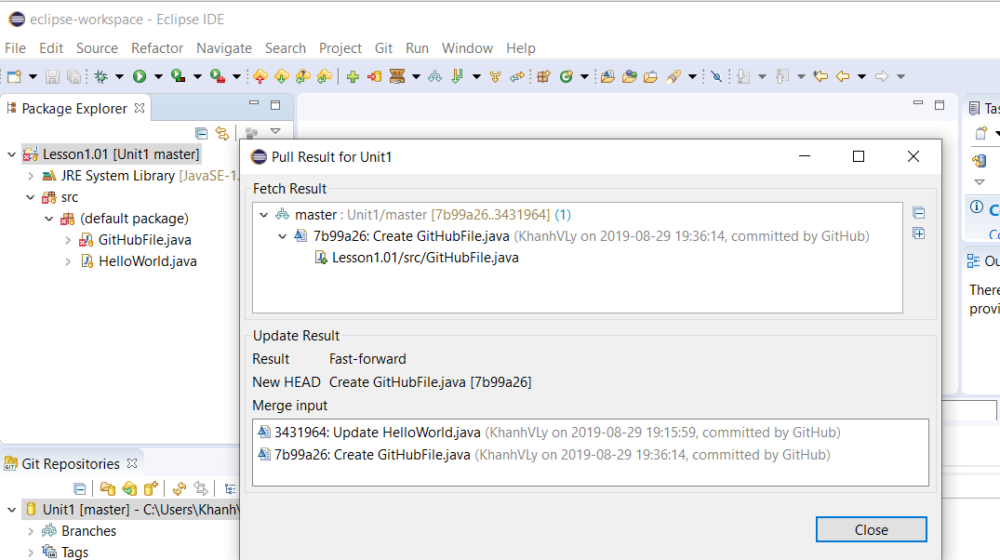 eclipse-workspace - Eclipse IDE
File Edit Source Refactor Navigate Search Project Git Run Window Help
Package Explorer
Tas
Lesson1.01 [Unit1 master]
JRE System Library [JavaSE-1.
src
(default package)
GitHubFile.java
HelloWorld.java
Pull Result for Unit1
Fetch Result
master : Unit1/master [7b99a26..3431964] (1)
7b99a26: Create GitHubFile.java (KhanhVLy on 2019-08-29 19:36:14, committed by GitHub)
Lesson1.01/src/GitHubFile.java
Update Result
Result Fast-forward
New HEAD Create GitHubFile.java [7b99a26]
Merge input
3431964: Update HelloWorld.java (KhanhVLy on 2019-08-29 19:15:59, committed by GitHub)
7b99a26: Create GitHubFile.java (KhanhVLy on 2019-08-29 19:36:14, committed by GitHub)
Close
C
Co
Ou
There
provi
Git Repositories
Unit1 [master] - C:\Users\Khanh\
Branches
Tags